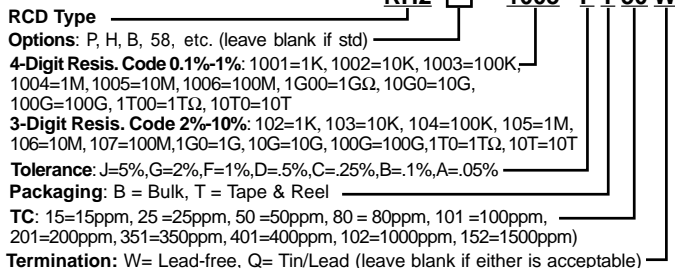 RCD Type
Options: P, H, B, 58, etc. (leave blank if std)
4-Digit Resis. Code 0.1%-1%: 1001=1K, 1002=10K, 1003=100K,
1004=1M, 1005=10M, 1006=100M, 1G00=1GΩ, 10G0=10G,
100G=100G, 1T00=1TΩ, 10T0=10T
3-Digit Resis. Code 2%-10%: 102=1K, 103=10K, 104=100K, 105=1M,
106=10M, 107=100M,1G0=1G, 10G=10G, 100G=100G,1T0=1TΩ, 10T=10T
Tolerance: J=5%,G=2%,F=1%,D=.5%,C=.25%,B=.1%,A=.05%
Packaging: B = Bulk, T = Tape & Reel
TC: 15=15ppm, 25 =25ppm, 50 =50ppm, 80 = 80ppm, 101 =100ppm,
201=200ppm, 351=350ppm, 401=400ppm, 102=1000ppm, 152=1500ppm)
Termination: W= Lead-free, Q= Tin/Lead (leave blank if either is acceptable)